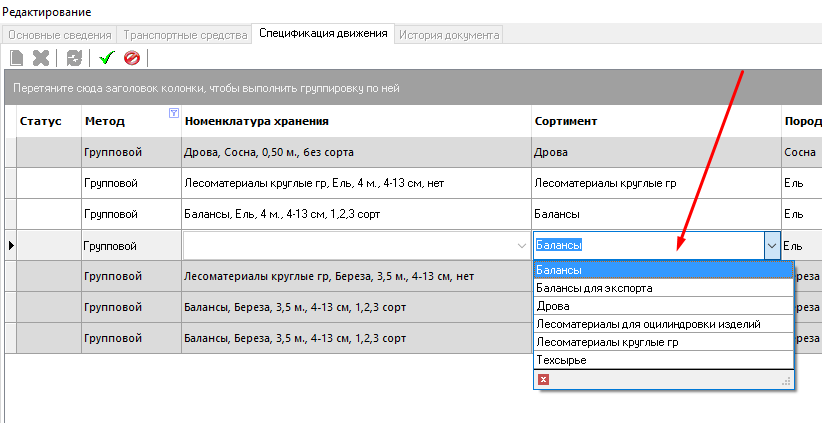 Редактирование
Основные сведения Транспортные средства Спецификация движения История документа
Перетяните сюда заголовок колонки, чтобы выполнить группировку по ней
Статус Метод Номенклатура хранения Сортимент Пород
Групповой Дрова, Сосна, 0,50 м., без сорта Дрова Сосна
Групповой Лесоматериалы круглые гр, Ель, 4 м., 4-13 см, нет Лесоматериалы круглые гр Ель
Групповой Балансы, Ель, 4 м., 4-13 см, 1,2,3 сорт Балансы Ель
Групповой Балансы Ель
Групповой Лесоматериалы круглые гр, Береза, 3,5 м., 4-13 см, нет Балансы реза
Балансы для экспорта
Групповой Балансы, Береза, 3,5 м., 4-13 см, 1,2,3 сорт Дрова реза
Лесоматериалы для оцилиндровки изделий
Групповой Балансы, Береза, 3,5 м., 4-13 см, 1,2,3 сорт Лесоматериалы круглые гр реза
Техсырье